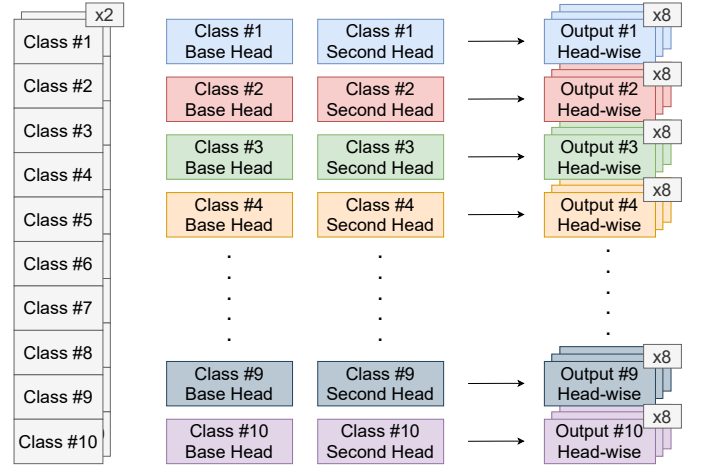 x2
Class #1
Class #2
Class #3
Class #4
Class #5
Class #6
Class #7
Class #8
Class #9
Class #10
Class #1
Base Head
Class #1
Second Head
x8
Output #1
Head-wise
Class #2
Base Head
Class #2
Second Head
x8
Output #2
Head-wise
Class #3
Base Head
Class #3
Second Head
x8
Output #3
Head-wise
Class #4
Base Head
Class #4
Second Head
x8
Output #4
Head-wise
Class #9
Base Head
Class #9
Second Head
x8
Output #9
Head-wise
Class #10
Base Head
Class #10
Second Head
x8
Output #10
Head-wise